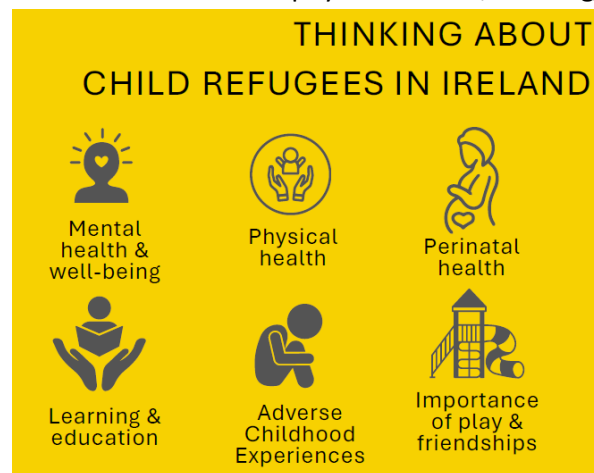 THINKING ABOUT
CHILD REFUGEES IN IRELAND
Mental
health &
well-being
Physical
health
Perinatal
health
Learning &
education
Adverse
Childhood
Experiences
Importance
of play &
friendships